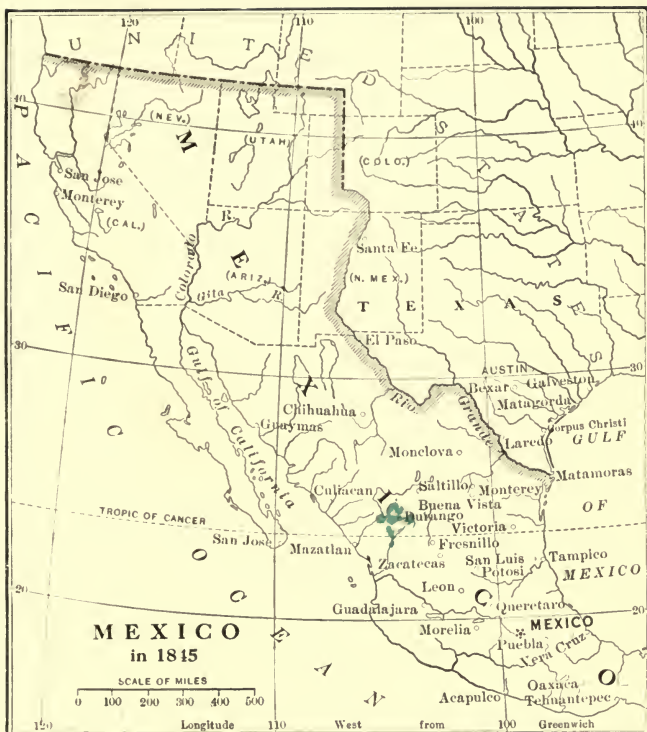 120
110
100
UNITED STATES
40
40
(NEV.)
(UTAH)
(COLO.)
PACIFIC OCEAN
MEXICO
San Jose
Monterey
(CAL.)
Colorado R.
Santa Fe
(ARIZ.)
(N. MEX.)
TEXAS
San Diego
Gila R.
30
El Paso
30
AUSTIN
Bexar
Galveston
Matagorda
Gulf of California
Rio Grande
Chihuahua
Guaymas
Corpus Christi
Laredo
GULF OF MEXICO
Monclova
Matamoras
Culiacan
Saltillo
Monterey
Buena Vista
Durango
TROPIC OF CANCER
Victoria
San Jose
Mazatlan
Fresnillo
Zacatecas
San Luis
Potosi
Tampico
Leon
20
Guadalajara
Queretaro
20
MEXICO
in 1845
Morelia
MEXICO
Puebla
Vera Cruz
SCALE OF MILES
0 100 200 300 400 500
Acapulco
Oaxaca
Tehuantepec
120
Longitude
110
West
from
100
Greenwich